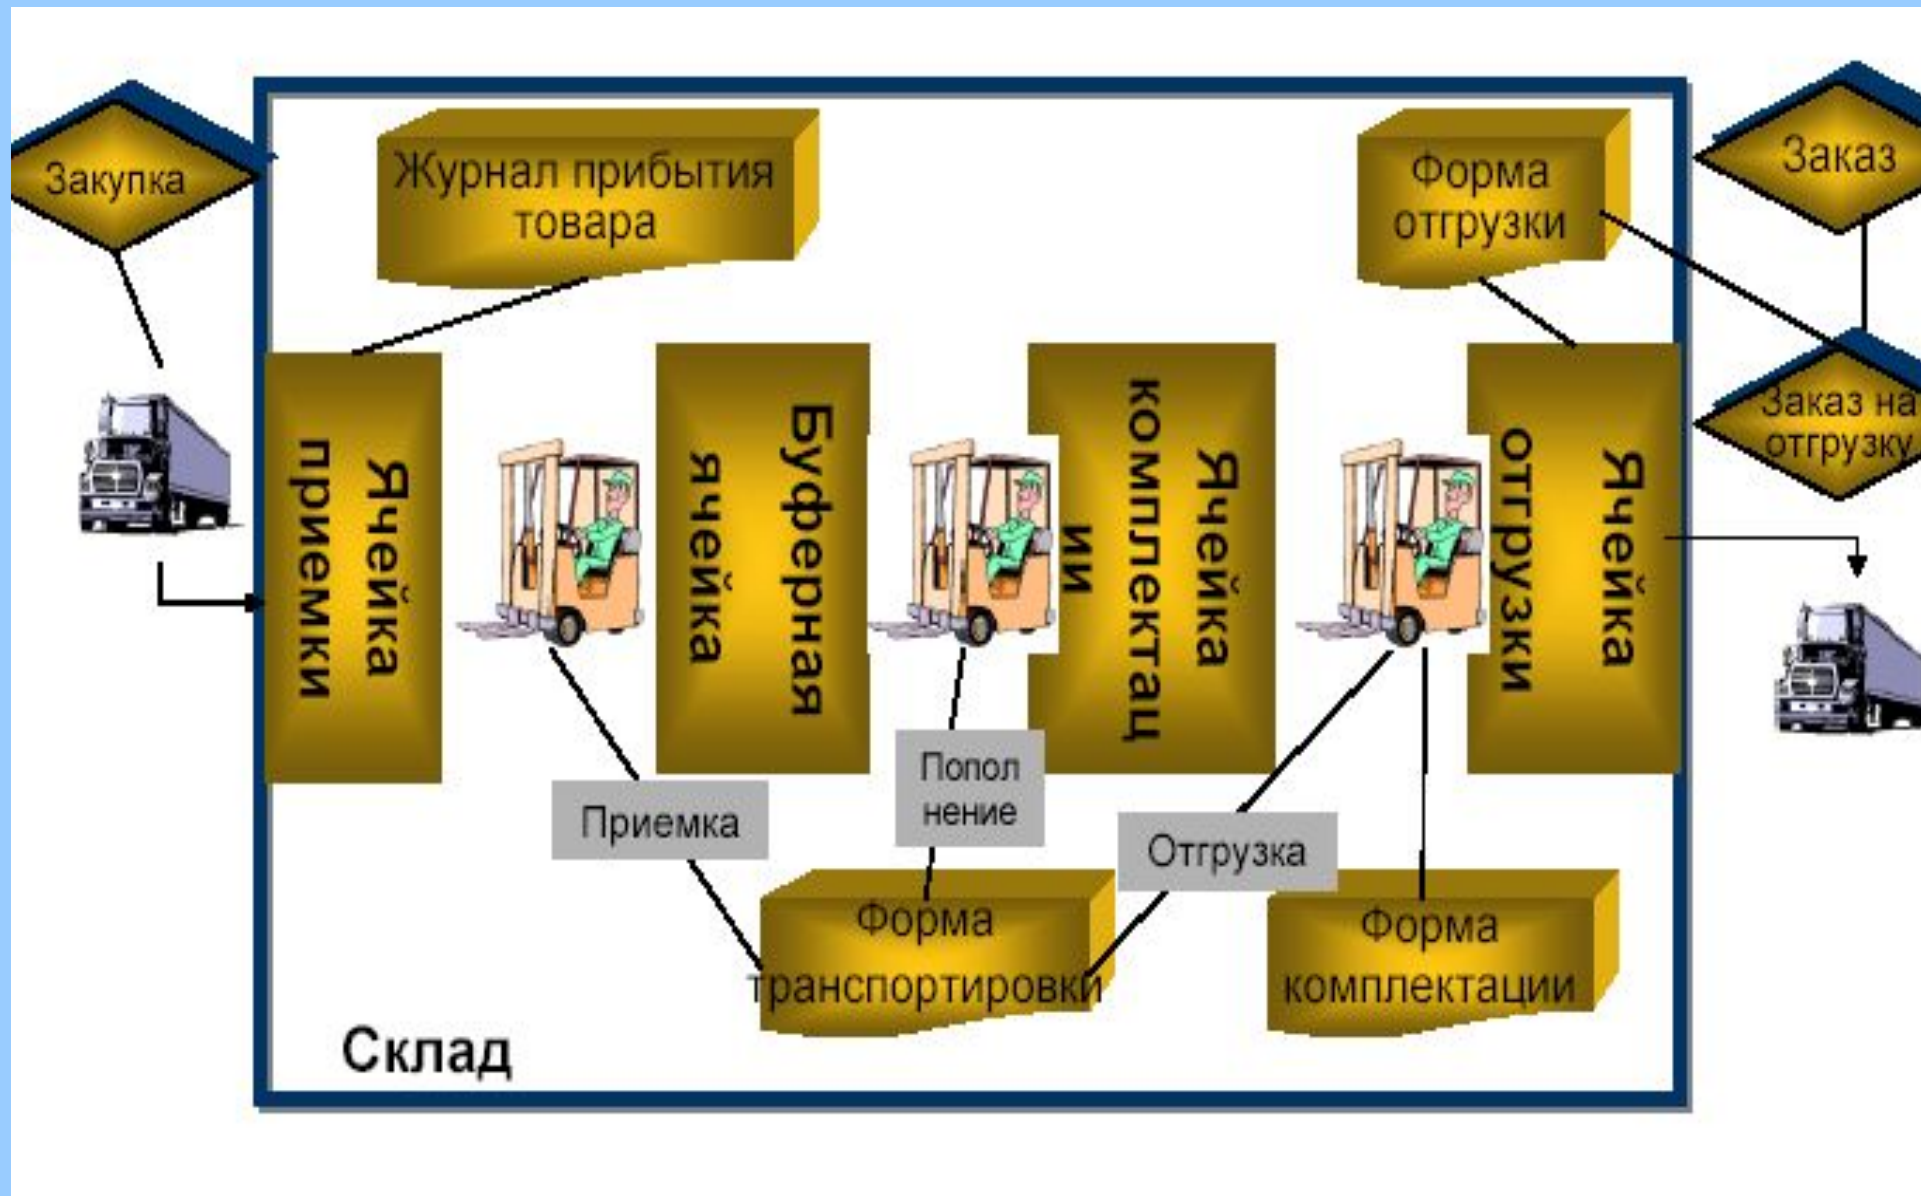 Закупка
Журнал прибытия
товара
Форма
отгрузки
Заказ
Заказ на
отгрузку
Ячейка
приемки
Буферная
ячейка
Ячейка
комплектац
ии
Ячейка
отгрузки
Приемка
Попол
нение
Отгрузка
Форма
транспортировки
Форма
комплектации
Склад